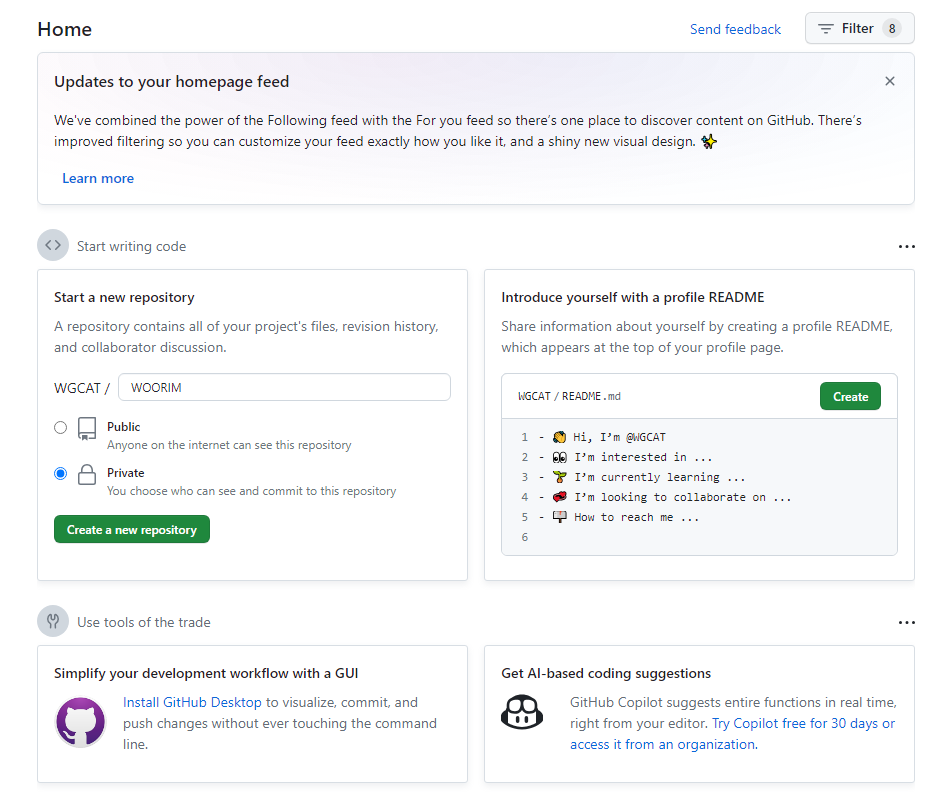 Home
Send feedback
Filter 8
Updates to your homepage feed
We've combined the power of the Following feed with the For you feed so there's one place to discover content on GitHub. There's
improved filtering so you can customize your feed exactly how you like it, and a shiny new visual design. ✨
Learn more
Start writing code
Start a new repository
A repository contains all of your project's files, revision history,
and collaborator discussion.
WGCAT / WOORIM
Public
Anyone on the internet can see this repository
Private
You choose who can see and commit to this repository
Create a new repository
Introduce yourself with a profile README
Share information about yourself by creating a profile README,
which appears at the top of your profile page.
WGCAT / README.md
Create
1 - 👋 Hi, I’m @WGCAT
2 - 👀 I’m interested in ...
3 - 🌱 I’m currently learning ...
4 - 💞️ I’m looking to collaborate on ...
5 - 📫 How to reach me ...
6
Use tools of the trade
Simplify your development workflow with a GUI
Install GitHub Desktop to visualize, commit, and
push changes without ever touching the command
line.
Get AI-based coding suggestions
GitHub Copilot suggests entire functions in real time,
right from your editor. Try Copilot free for 30 days or
access it from an organization.